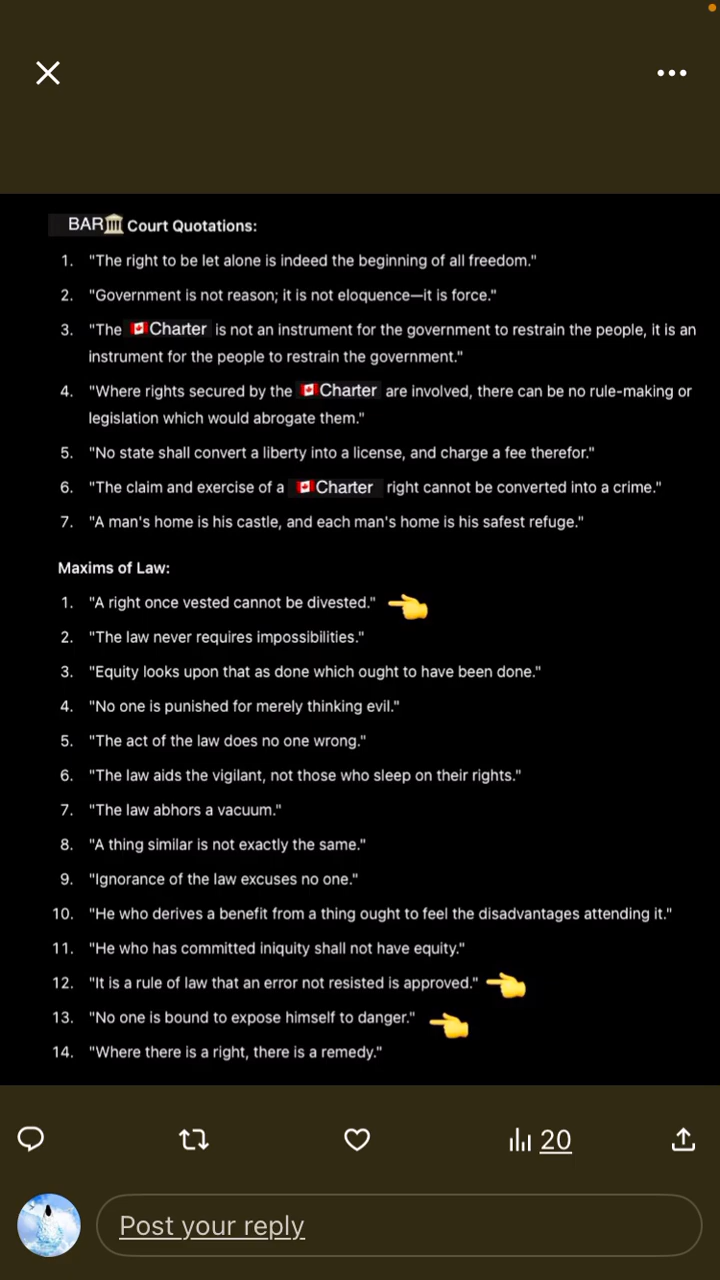 BAR🏛️ Court Quotations:
1. "The right to be let alone is indeed the beginning of all freedom."
2. "Government is not reason; it is not eloquence—it is force."
3. "The 🇨🇦Charter is not an instrument for the government to restrain the people, it is an
instrument for the people to restrain the government."
4. "Where rights secured by the 🇨🇦Charter are involved, there can be no rule-making or
legislation which would abrogate them."
5. "No state shall convert a liberty into a license, and charge a fee therefor."
6. "The claim and exercise of a 🇨🇦Charter right cannot be converted into a crime."
7. "A man's home is his castle, and each man's home is his safest refuge."
Maxims of Law:
1. "A right once vested cannot be divested." 👈
2. "The law never requires impossibilities."
3. "Equity looks upon that as done which ought to have been done."
4. "No one is punished for merely thinking evil."
5. "The act of the law does no one wrong."
6. "The law aids the vigilant, not those who sleep on their rights."
7. "The law abhors a vacuum."
8. "A thing similar is not exactly the same."
9. "Ignorance of the law excuses no one."
10. "He who derives a benefit from a thing ought to feel the disadvantages attending it."
11. "He who has committed iniquity shall not have equity."
12. "It is a rule of law that an error not resisted is approved." 👈
13. "No one is bound to expose himself to danger." 👈
14. "Where there is a right, there is a remedy."
20
Post your reply